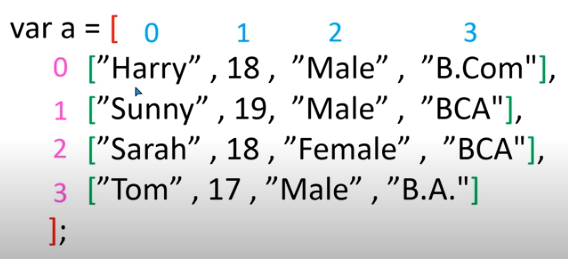 var a = [ 0 1 2 3
0 [”Harry” , 18 , ”Male” , ”B.Com"],
1 [”Sunny” , 19, ”Male” , ”BCA"],
2 [”Sarah” , 18 ,”Female” , ”BCA"],
3 [”Tom” , 17 ,”Male” , ”B.A."]
];